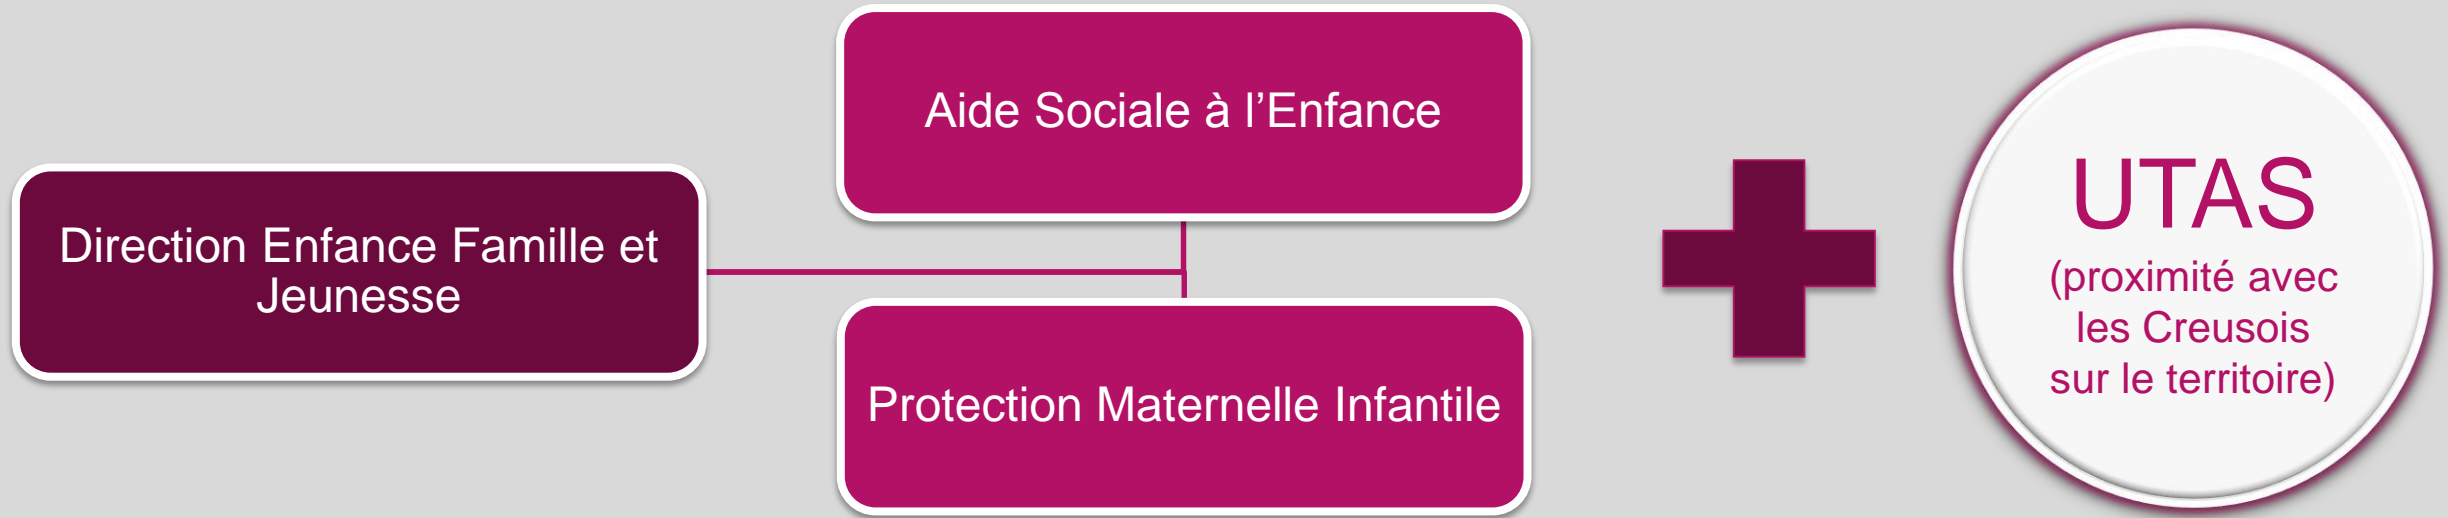 Direction Enfance Famille et
Jeunesse
Aide Sociale à l’Enfance
Protection Maternelle Infantile
UTAS
(proximité avec
les Creusois
sur le territoire)